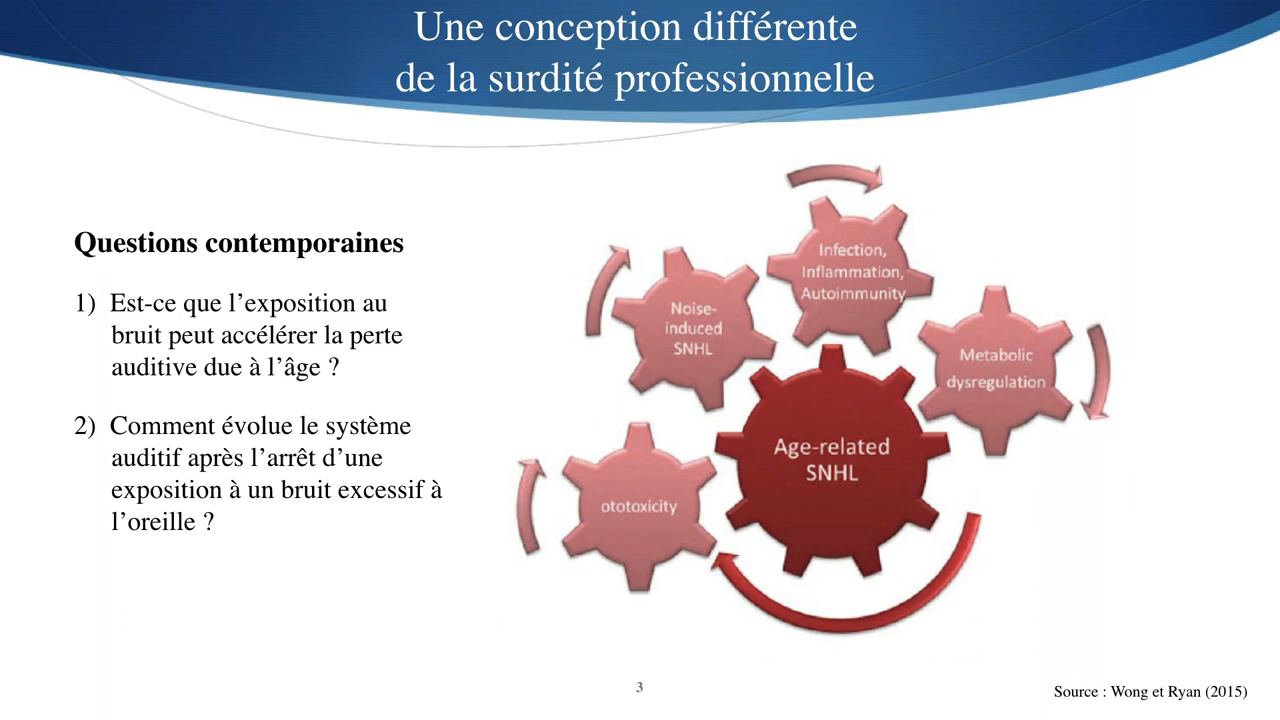 Une conception différente
de la surdité professionnelle
Questions contemporaines
1) Est-ce que l’exposition au
bruit peut accélérer la perte
auditive due à l’âge ?
2) Comment évolue le système
auditif après l’arrêt d’une
exposition à un bruit excessif à
l’oreille ?
Infection,
Inflammation,
Autoimmunity
Noise-
induced
SNHL
Metabolic
dysregulation
Age-related
SNHL
ototoxicity
3
Source : Wong et Ryan (2015)